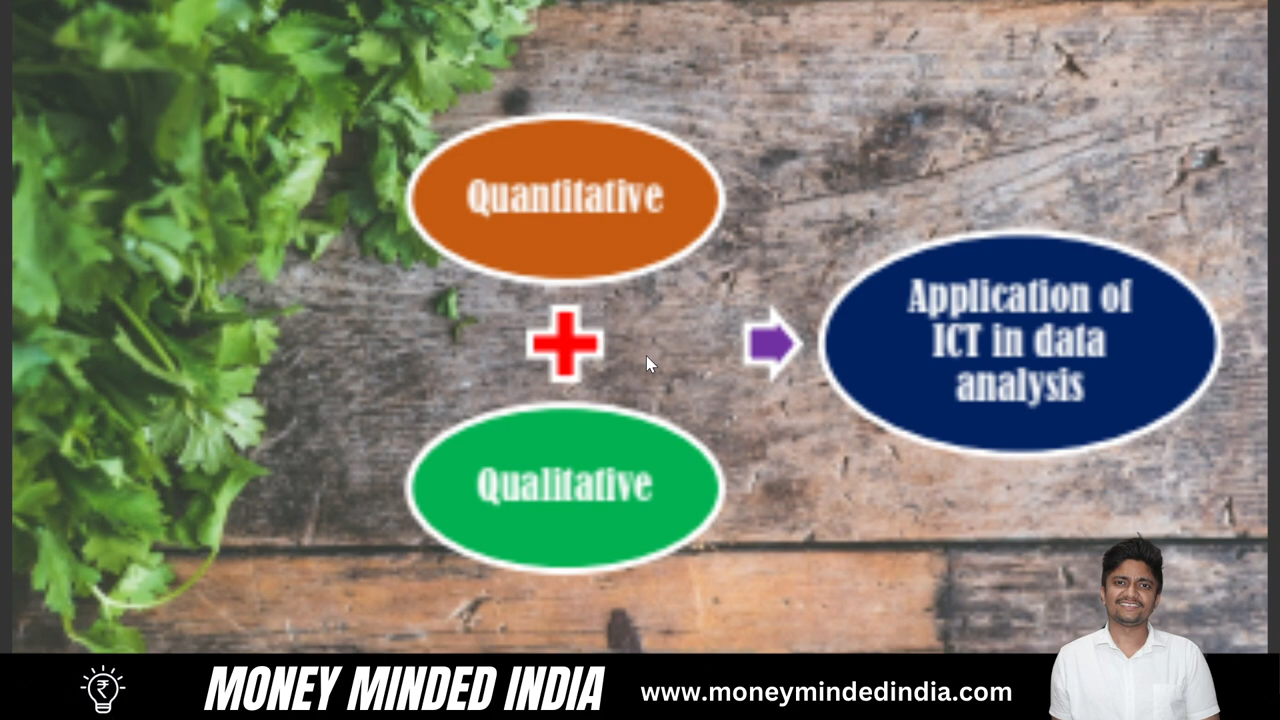 Quantitative
Qualitative
Application of
ICT in data
analysis
MONEY MINDED INDIA
www.moneymindedindia.com